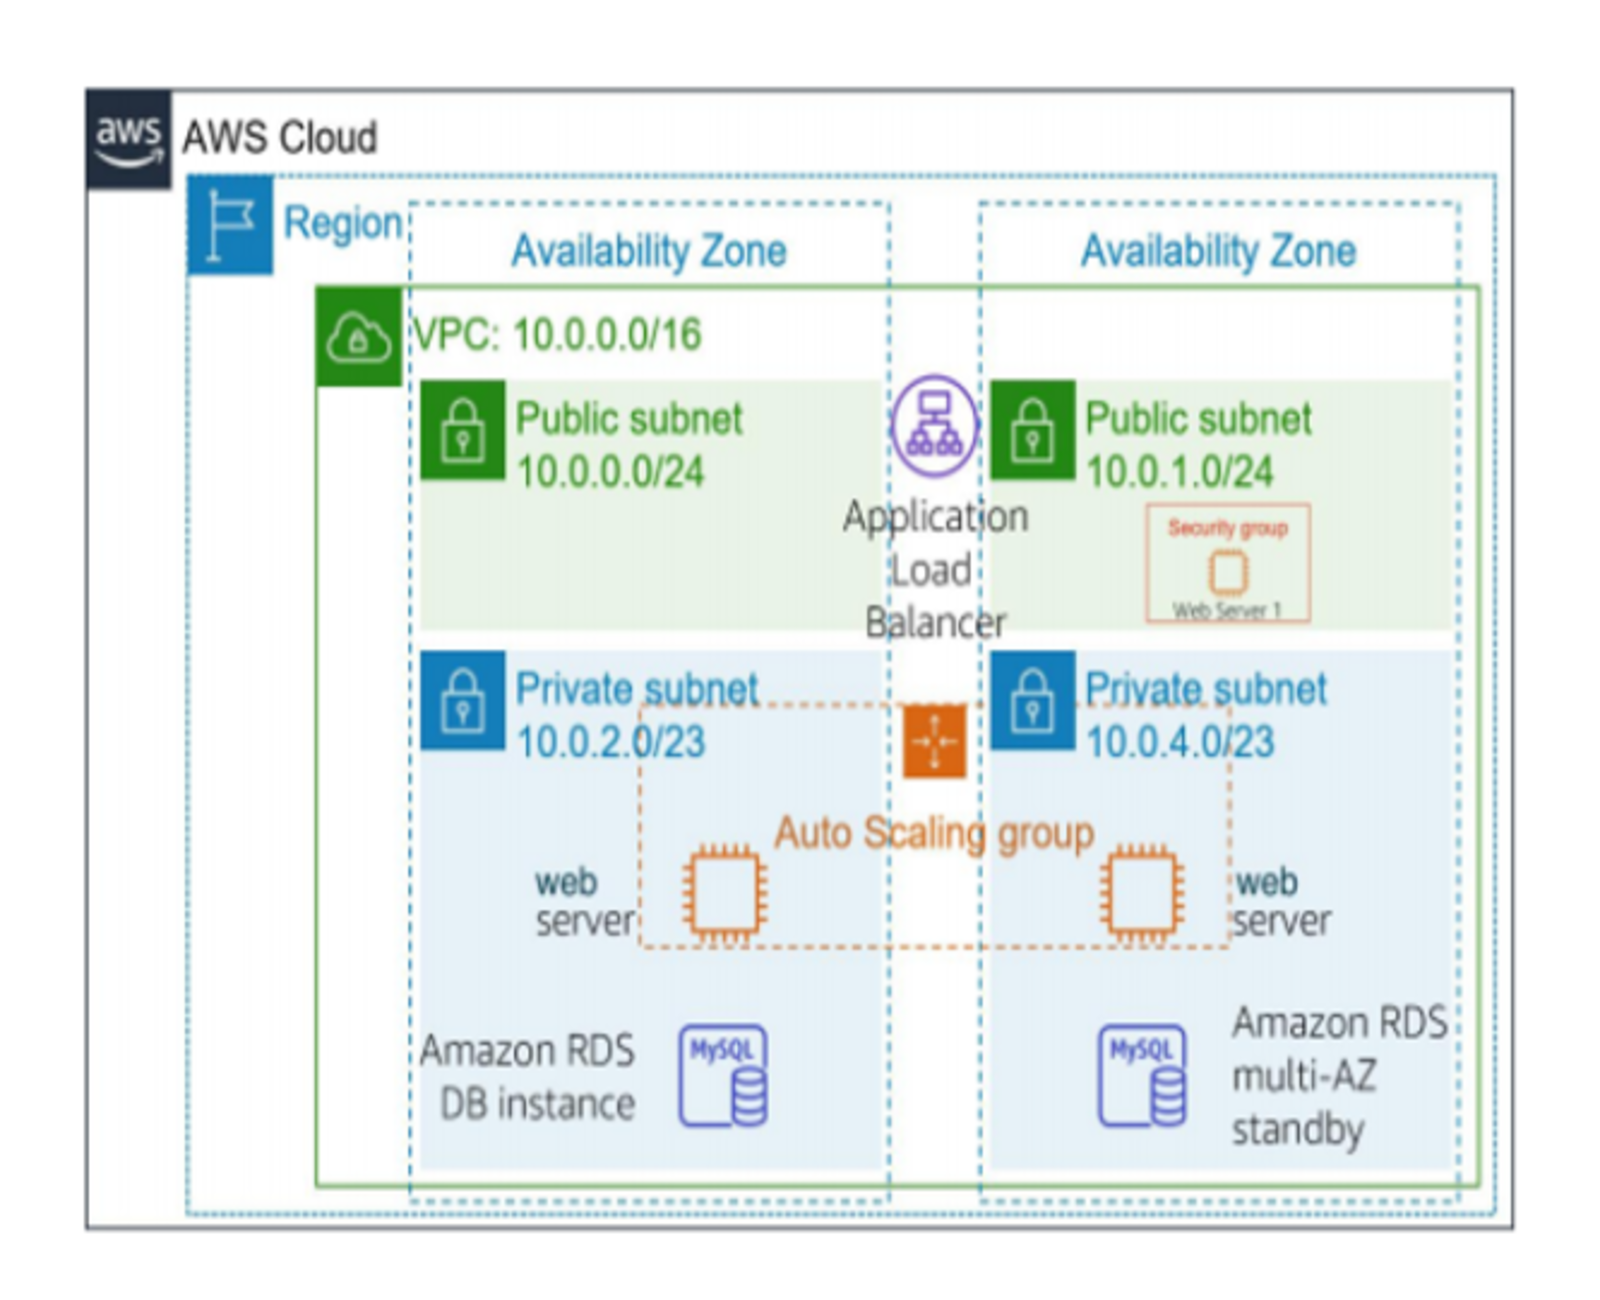 aws
AWS Cloud
Region
Availability Zone
Availability Zone
VPC: 10.0.0.0/16
Public subnet
10.0.0.0/24
Application
Load
Balancer
Public subnet
10.0.1.0/24
Security group
Web Server 1
Private subnet
10.0.2.0/23
Private subnet
10.0.4.0/23
Auto Scaling group
web
server
web
server
Amazon RDS
DB instance
MySQL
MySQL
Amazon RDS
multi-AZ
standby